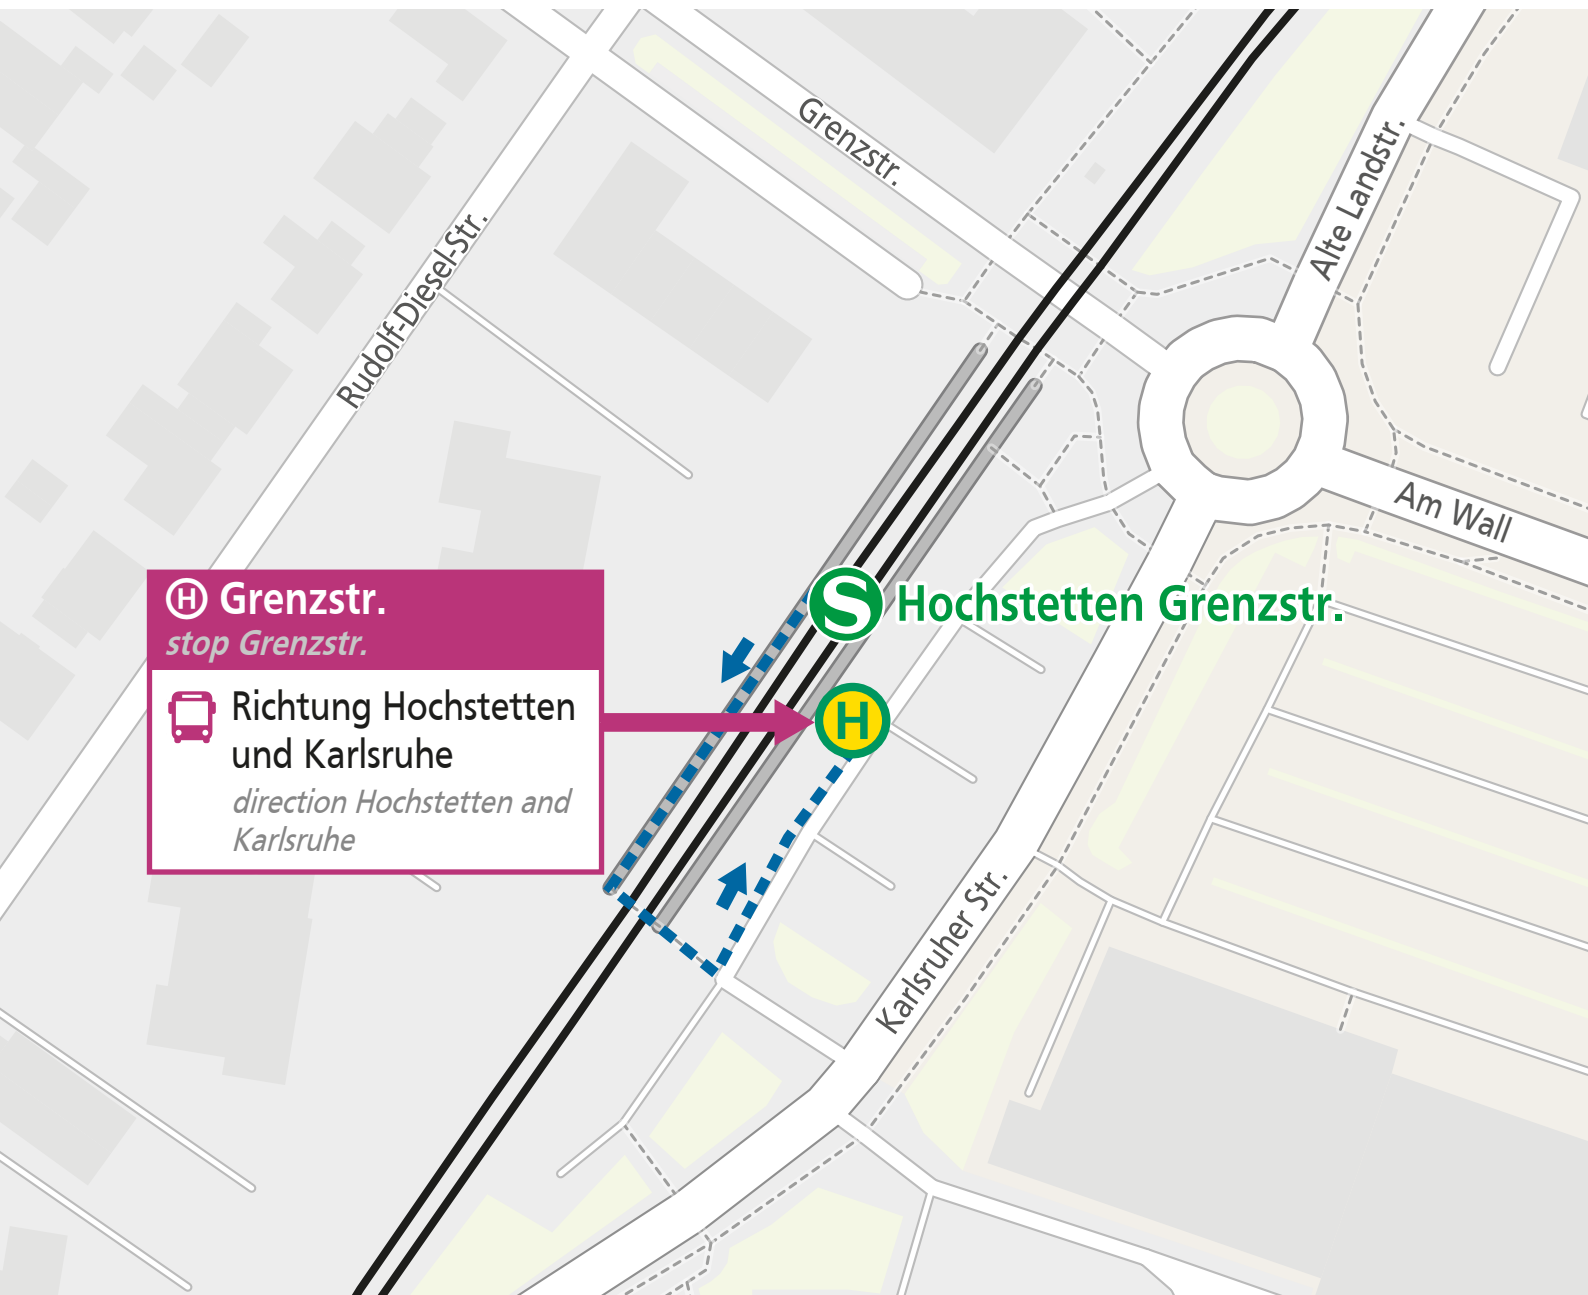 Grenzstr.
Alte Landstr.
Rudolf-Diesel-Str.
Am Wall
H Grenzstr.
stop Grenzstr.
Richtung Hochstetten
und Karlsruhe
direction Hochstetten and
Karlsruhe
S Hochstetten Grenzstr.
H
Karlsruher Str.